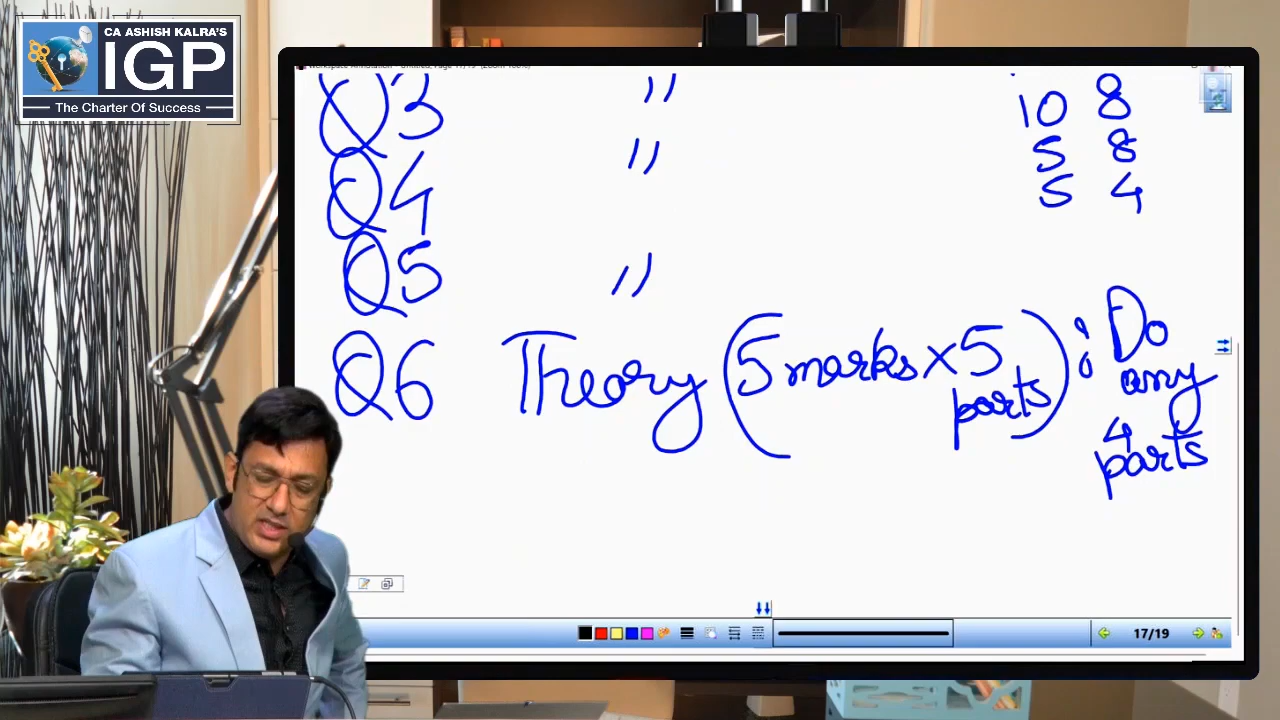 CA ASHISH KALRA'S
IGP
The Charter Of Success
Q3 " 10 8
Q4 " 5 8
5 4
Q5 "
Q6 Theory (5 marks × 5 parts) : Do any 4 parts
17/19